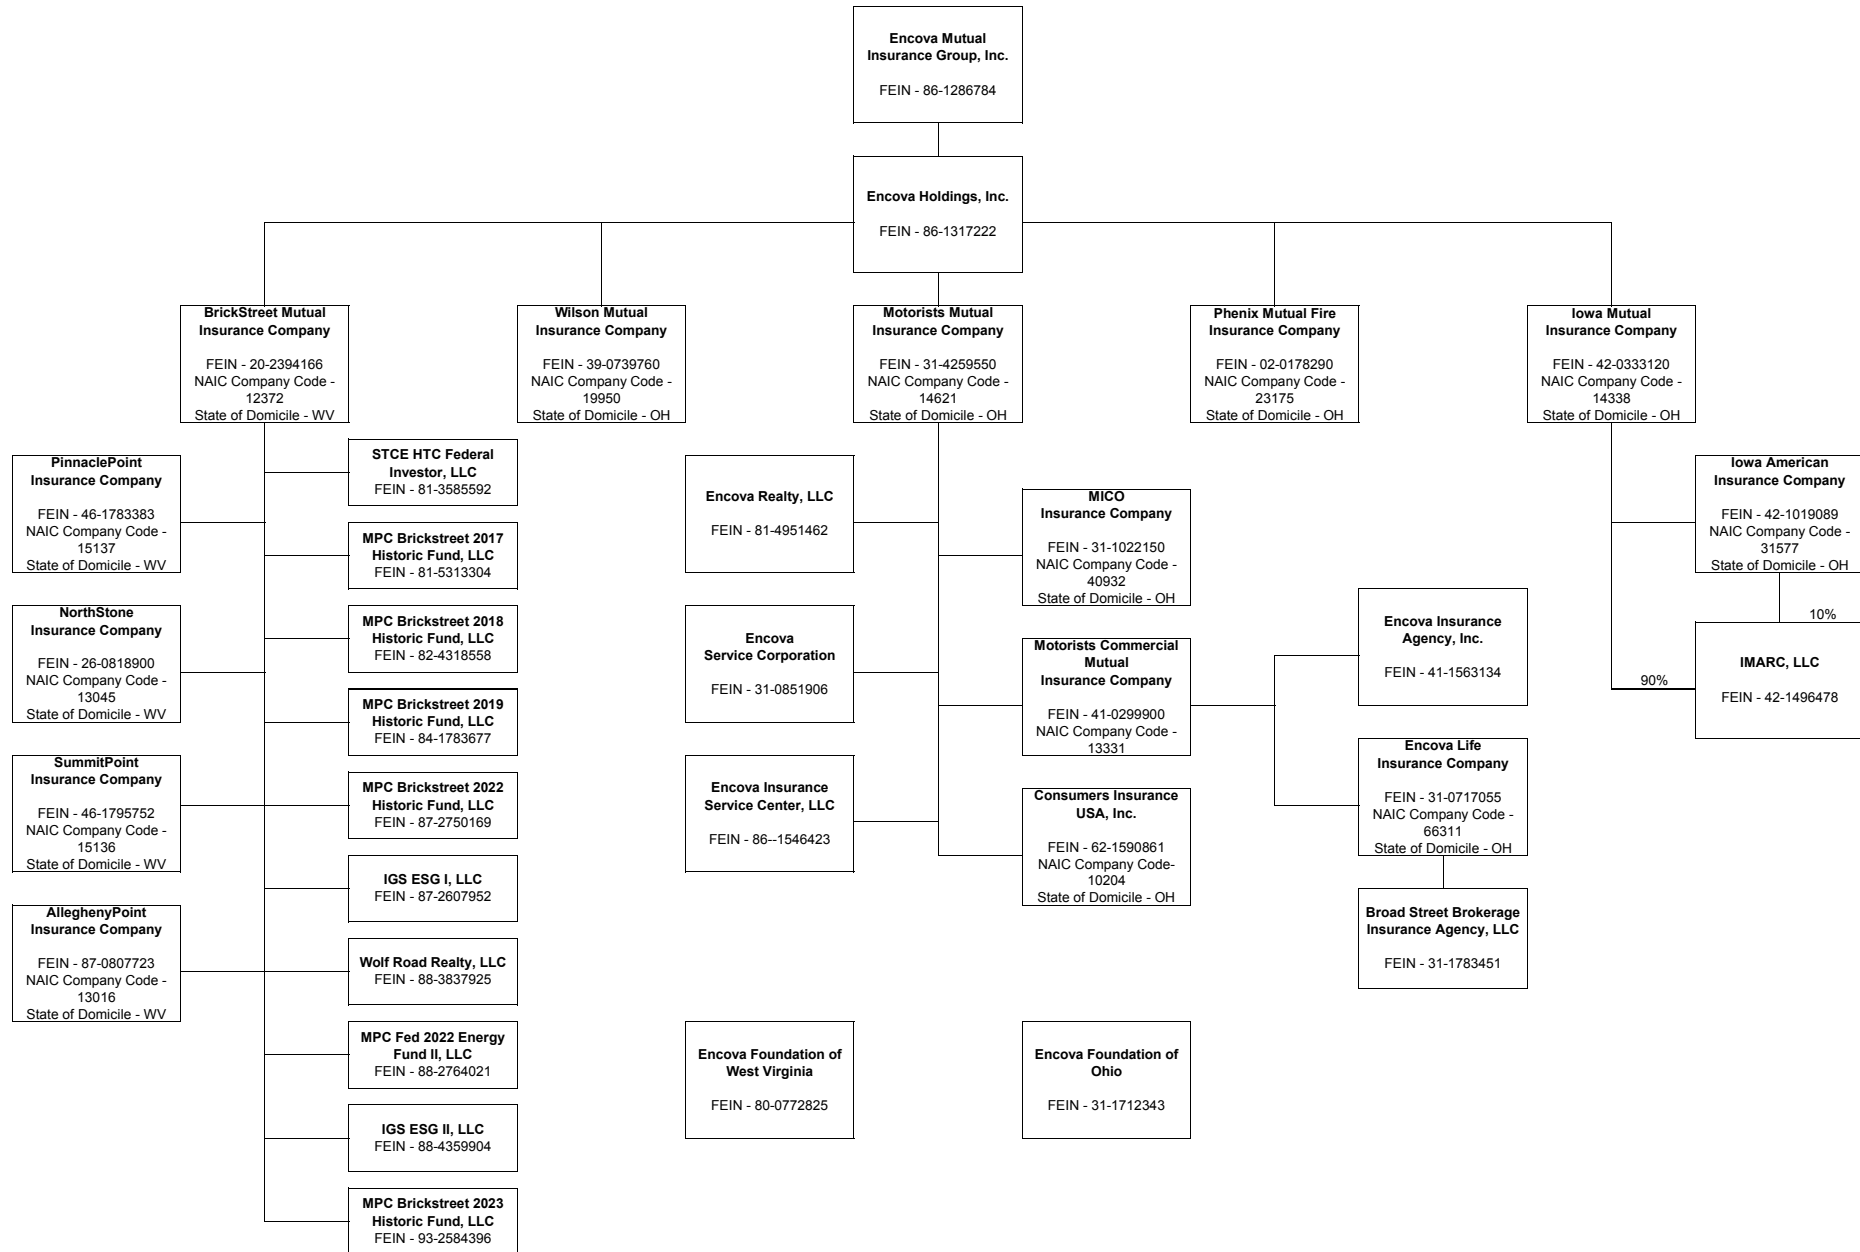 Encova Mutual
Insurance Group, Inc.
FEIN - 86-1286784
Encova Holdings, Inc.
FEIN - 86-1317222
BrickStreet Mutual
Insurance Company
FEIN - 20-2394166
NAIC Company Code -
12372
State of Domicile - WV
Wilson Mutual
Insurance Company
FEIN - 39-0739760
NAIC Company Code -
19950
State of Domicile - OH
Motorists Mutual
Insurance Company
FEIN - 31-4259550
NAIC Company Code -
14621
State of Domicile - OH
Phenix Mutual Fire
Insurance Company
FEIN - 02-0178290
NAIC Company Code -
23175
State of Domicile - OH
Iowa Mutual
Insurance Company
FEIN - 42-0333120
NAIC Company Code -
14338
State of Domicile - OH
PinnaclePoint
Insurance Company
FEIN - 46-1783383
NAIC Company Code -
15137
State of Domicile - WV
NorthStone
Insurance Company
FEIN - 26-0818900
NAIC Company Code -
13045
State of Domicile - WV
SummitPoint
Insurance Company
FEIN - 46-1795752
NAIC Company Code -
15136
State of Domicile - WV
AlleghenyPoint
Insurance Company
FEIN - 87-0807723
NAIC Company Code -
13016
State of Domicile - WV
STCE HTC Federal
Investor, LLC
FEIN - 81-3585592
MPC Brickstreet 2017
Historic Fund, LLC
FEIN - 81-5313304
MPC Brickstreet 2018
Historic Fund, LLC
FEIN - 82-4318558
MPC Brickstreet 2019
Historic Fund, LLC
FEIN - 84-1783677
MPC Brickstreet 2022
Historic Fund, LLC
FEIN - 87-2750169
IGS ESG I, LLC
FEIN - 87-2607952
Wolf Road Realty, LLC
FEIN - 88-3837925
MPC Fed 2022 Energy
Fund II, LLC
FEIN - 88-2764021
IGS ESG II, LLC
FEIN - 88-4359904
MPC Brickstreet 2023
Historic Fund, LLC
FEIN - 93-2584396
Encova Realty, LLC
FEIN - 81-4951462
Encova
Service Corporation
FEIN - 31-0851906
Encova Insurance
Service Center, LLC
FEIN - 86--1546423
MICO
Insurance Company
FEIN - 31-1022150
NAIC Company Code -
40932
State of Domicile - OH
Motorists Commercial
Mutual
Insurance Company
FEIN - 41-0299900
NAIC Company Code -
13331
Consumers Insurance
USA, Inc.
FEIN - 62-1590861
NAIC Company Code-
10204
State of Domicile - OH
Encova Insurance
Agency, Inc.
FEIN - 41-1563134
Encova Life
Insurance Company
FEIN - 31-0717055
NAIC Company Code -
66311
State of Domicile - OH
Broad Street Brokerage
Insurance Agency, LLC
FEIN - 31-1783451
Iowa American
Insurance Company
FEIN - 42-1019089
NAIC Company Code -
31577
State of Domicile - OH
10%
90%
IMARC, LLC
FEIN - 42-1496478
Encova Foundation of
West Virginia
FEIN - 80-0772825
Encova Foundation of
Ohio
FEIN - 31-1712343